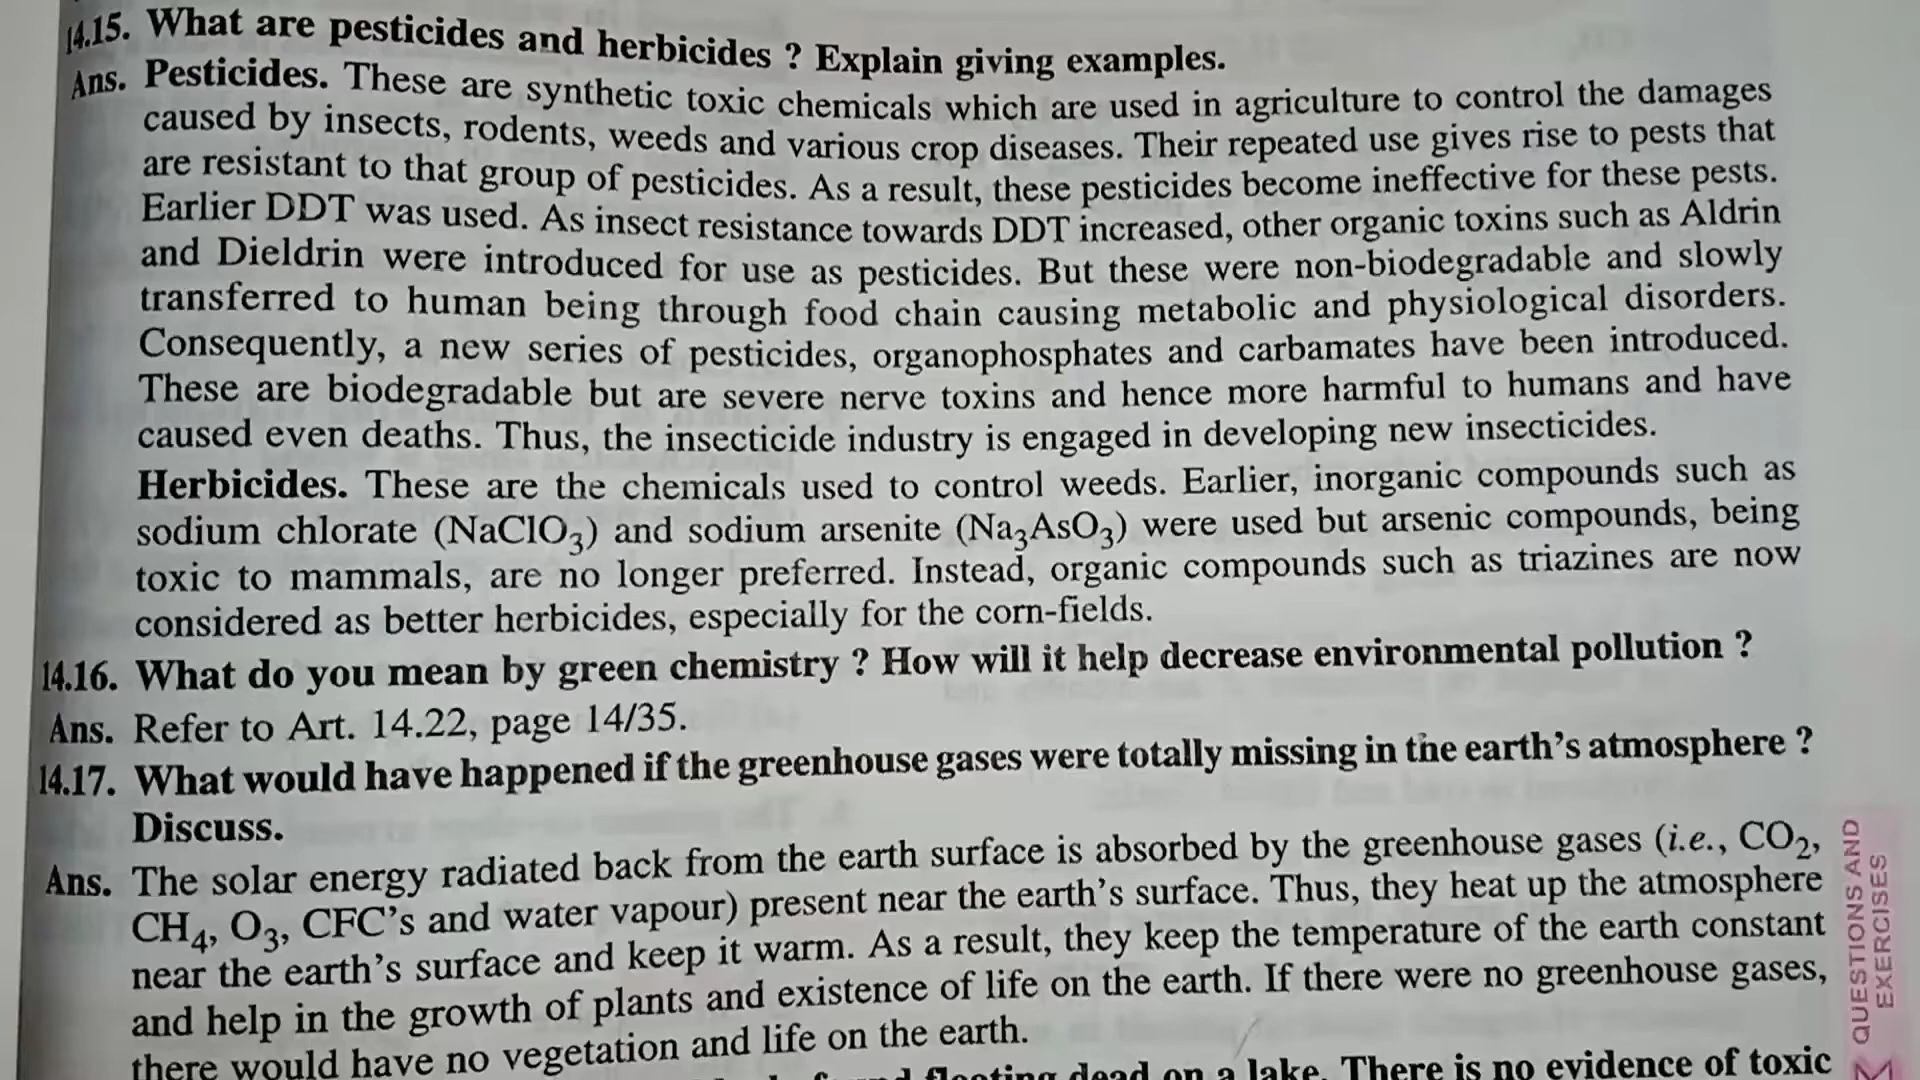 14.15. What are pesticides and herbicides ? Explain giving examples.
Ans. Pesticides. These are synthetic toxic chemicals which are used in agriculture to control the damages
caused by insects, rodents, weeds and various crop diseases. Their repeated use gives rise to pests that
are resistant to that group of pesticides. As a result, these pesticides become ineffective for these pests.
Earlier DDT was used. As insect resistance towards DDT increased, other organic toxins such as Aldrin
and Dieldrin were introduced for use as pesticides. But these were non-biodegradable and slowly
transferred to human being through food chain causing metabolic and physiological disorders.
Consequently, a new series of pesticides, organophosphates and carbamates have been introduced.
These are biodegradable but are severe nerve toxins and hence more harmful to humans and have
caused even deaths. Thus, the insecticide industry is engaged in developing new insecticides.
Herbicides. These are the chemicals used to control weeds. Earlier, inorganic compounds such as
sodium chlorate (NaClO₃) and sodium arsenite (Na₃AsO₃) were used but arsenic compounds, being
toxic to mammals, are no longer preferred. Instead, organic compounds such as triazines are now
considered as better herbicides, especially for the corn-fields.
14.16. What do you mean by green chemistry ? How will it help decrease environmental pollution ?
Ans. Refer to Art. 14.22, page 14/35.
14.17. What would have happened if the greenhouse gases were totally missing in the earth's atmosphere ?
Discuss.
Ans. The solar energy radiated back from the earth surface is absorbed by the greenhouse gases (i.e., CO₂,
CH₄, O₃, CFC's and water vapour) present near the earth's surface. Thus, they heat up the atmosphere
near the earth's surface and keep it warm. As a result, they keep the temperature of the earth constant
and help in the growth of plants and existence of life on the earth. If there were no greenhouse gases,
there would have no vegetation and life on the earth.
floating dead on a lake. There is no evidence of toxic
QUESTIONS AND
EXERCISES